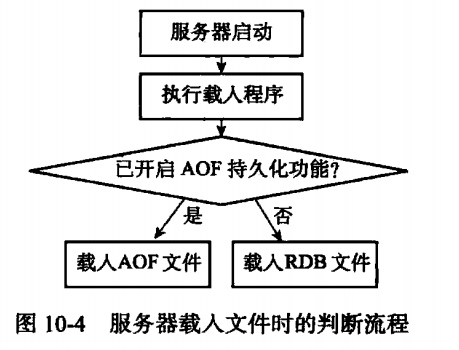 服务器启动
执行载入程序
已开启 AOF 持久化功能?
是
否
载入AOF 文件
载入RDB 文件
图 10-4 服务器载入文件时的判断流程